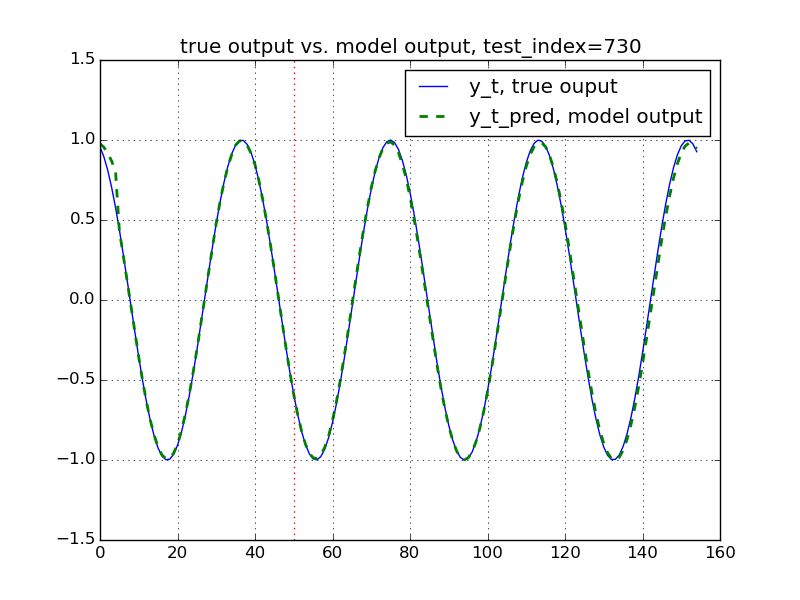 true output vs. model output, test_index=730
1.5
y_t, true ouput
y_t_pred, model output
1.0
0.5
0.0
−0.5
−1.0
−1.5
0 20 40 60 80 100 120 140 160